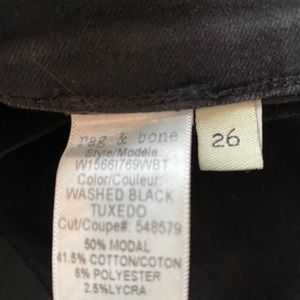 rag & bone
Style/Modèle
W1566I769WBT
Color/Couleur:
WASHED BLACK
TUXEDO
Cut/Coupe#: 548579
50% MODAL
41.5% COTTON/COTON
6% POLYESTER
2.5% LYCRA
26